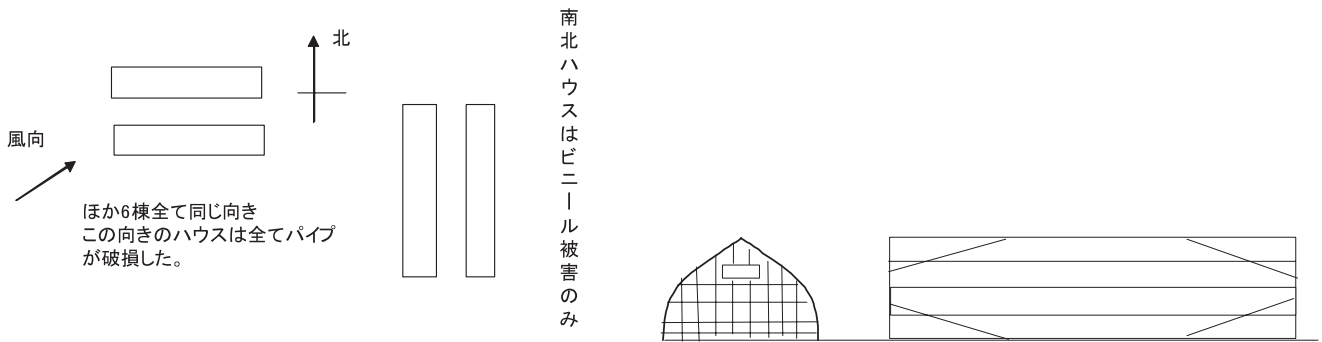 北
風向
ほか6棟全て同じ向き
この向きのハウスは全てパイプ
が破損した。
南北ハウスはビニール被害のみ